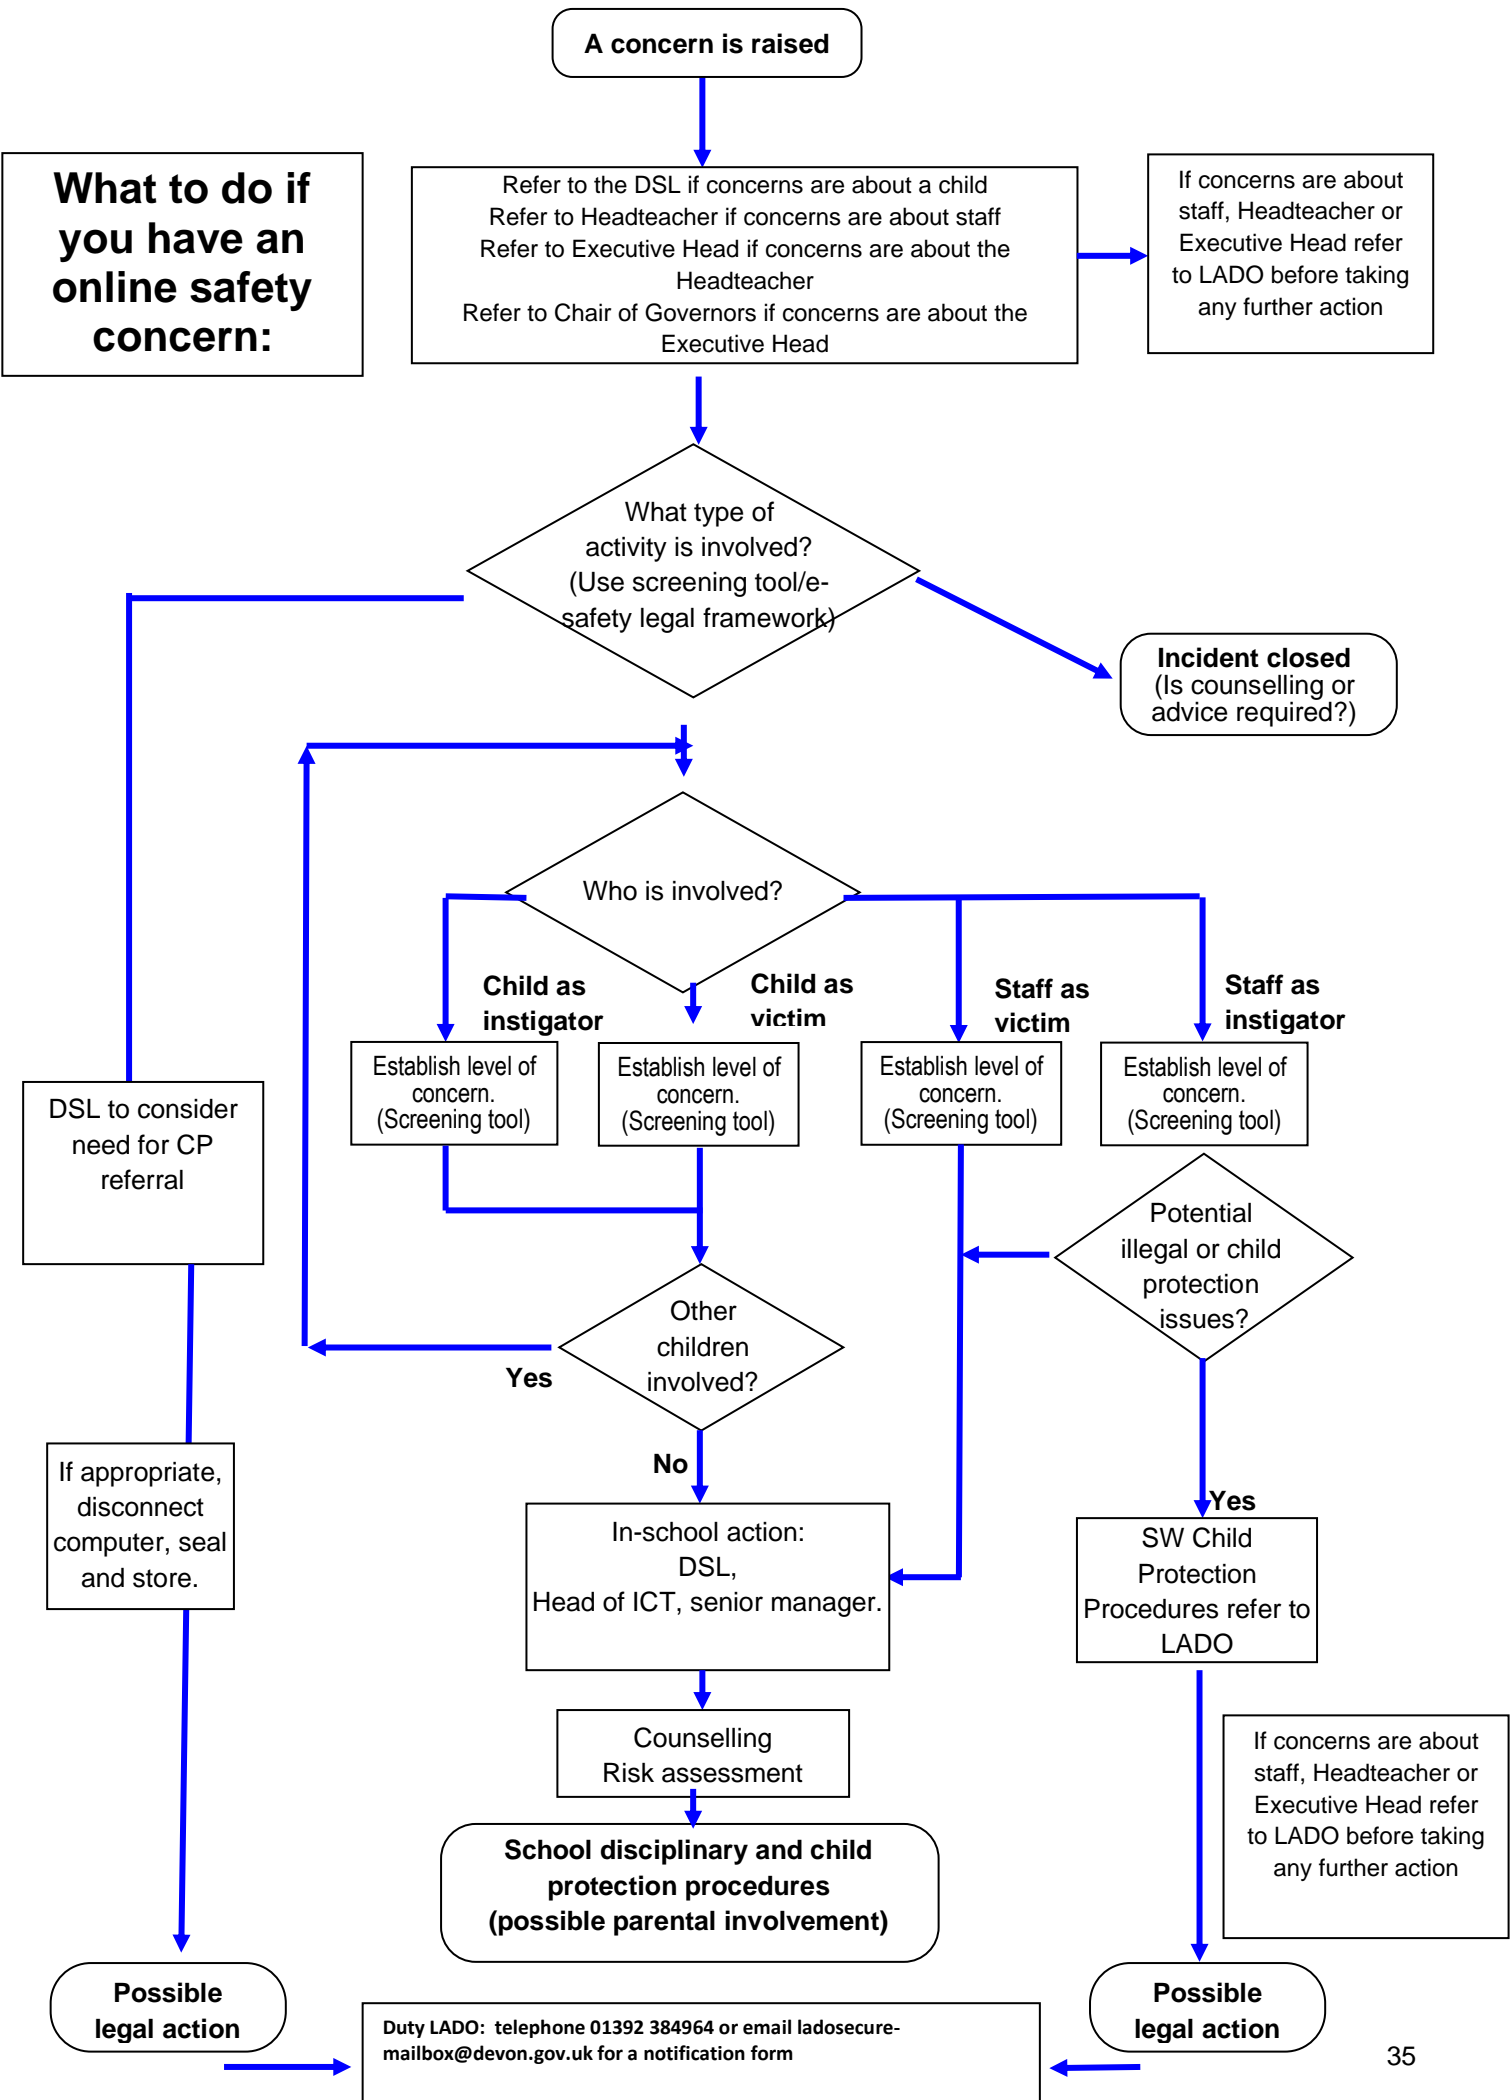 A concern is raised
What to do if
you have an
online safety
concern:
Refer to the DSL if concerns are about a child
Refer to Headteacher if concerns are about staff
Refer to Executive Head if concerns are about the
Headteacher
Refer to Chair of Governors if concerns are about the
Executive Head
If concerns are about
staff, Headteacher or
Executive Head refer
to LADO before taking
any further action
What type of
activity is involved?
(Use screening tool/e-
safety legal framework)
Incident closed
(Is counselling or
advice required?)
Who is involved?
Child as
instigator
Child as
victim
Staff as
victim
Staff as
instigator
Establish level of
concern.
(Screening tool)
Establish level of
concern.
(Screening tool)
Establish level of
concern.
(Screening tool)
Establish level of
concern.
(Screening tool)
DSL to consider
need for CP
referral
Potential
illegal or child
protection
issues?
Other
children
involved?
Yes
No
If appropriate,
disconnect
computer, seal
and store.
In-school action:
DSL,
Head of ICT, senior manager.
Yes
SW Child
Protection
Procedures refer to
LADO
Counselling
Risk assessment
If concerns are about
staff, Headteacher or
Executive Head refer
to LADO before taking
any further action
School disciplinary and child
protection procedures
(possible parental involvement)
Possible
legal action
Possible
legal action
Duty LADO: telephone 01392 384964 or email ladosecure-
mailbox@devon.gov.uk for a notification form
35